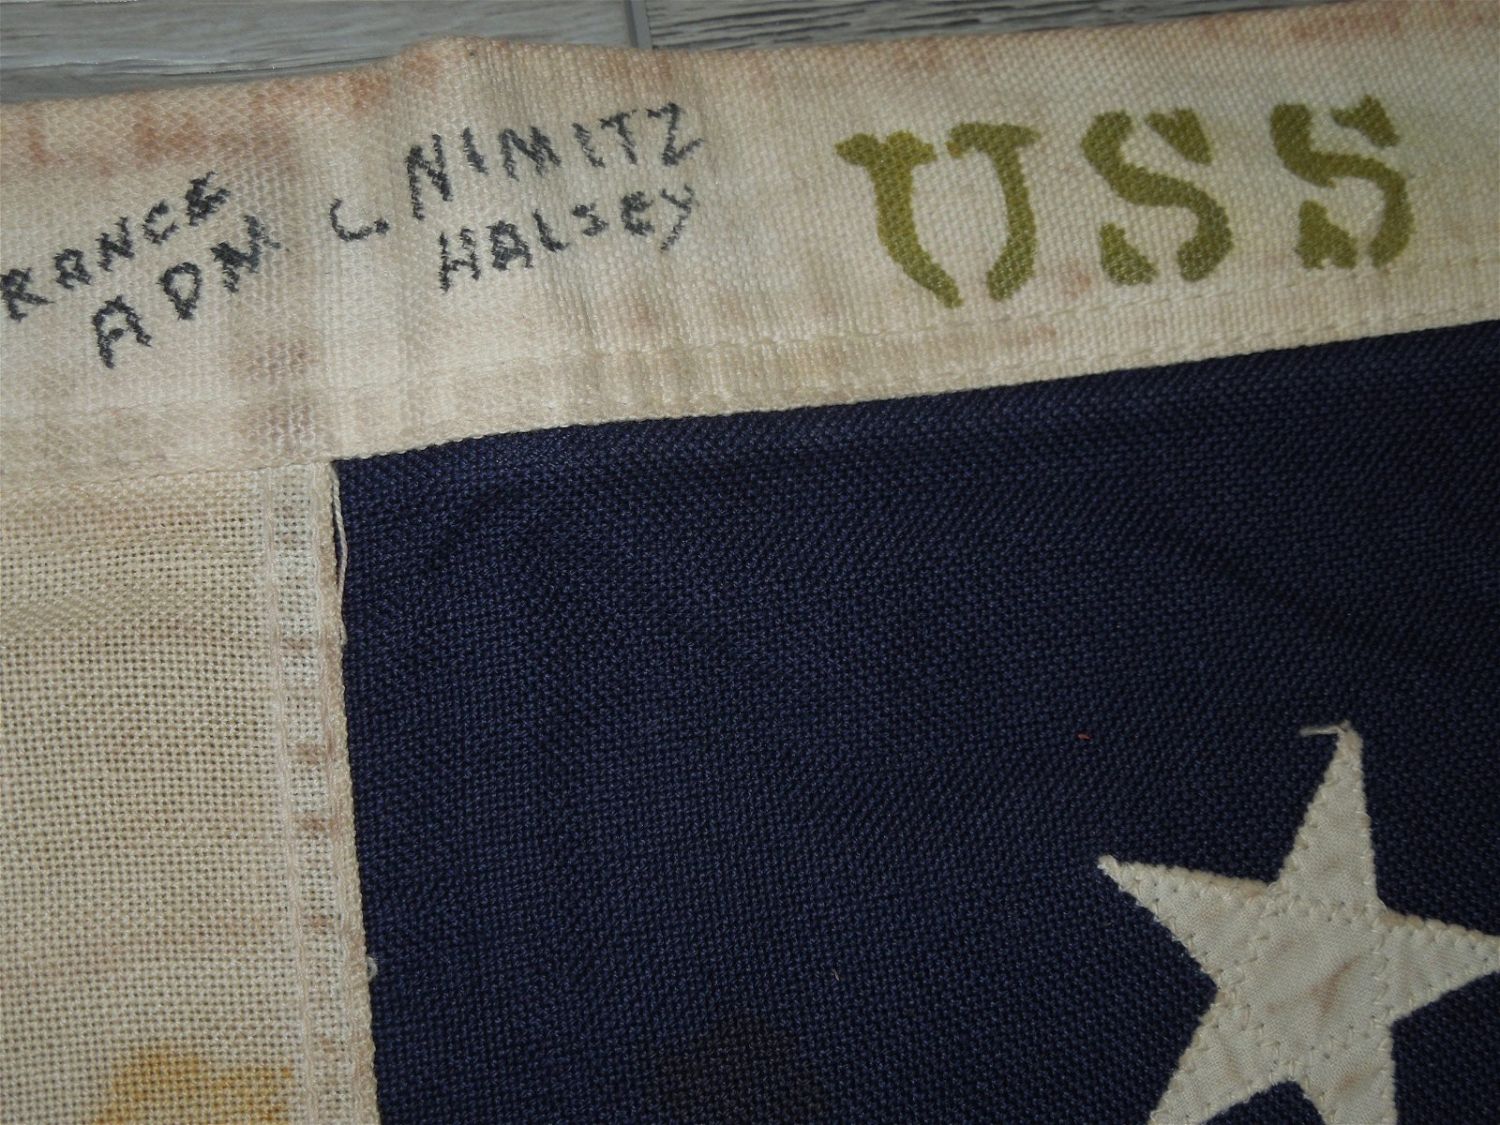 RANCE
ADM C. NIMITZ
HALSEY
USS